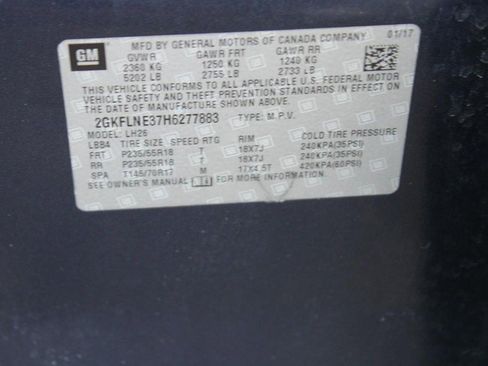 GM
MFD BY GENERAL MOTORS OF CANADA COMPANY 01/17
GVWR GAWR FRT GAWR RR
2360 KG 1250 KG 1240 KG
5202 LB 2755 LB 2733 LB
THIS VEHICLE CONFORMS TO ALL APPLICABLE U.S. FEDERAL MOTOR
VEHICLE SAFETY, BUMPER, AND THEFT PREVENTION STANDARDS IN EFFECT ON
THE DATE OF MANUFACTURE SHOWN ABOVE.
2GKFLNE37H6277883 TYPE: M.P.V.
MODEL: LH26
LBB4 TIRE SIZE SPEED RTG RIM COLD TIRE PRESSURE
FRT P235/55R18 T 18X7J 240KPA(35PSI)
RR P235/55R18 T 18X7J 240KPA(35PSI)
SPA T145/70R17 M 17X4.5T 420KPA(60PSI)
SEE OWNER'S MANUAL FOR MORE INFORMATION.